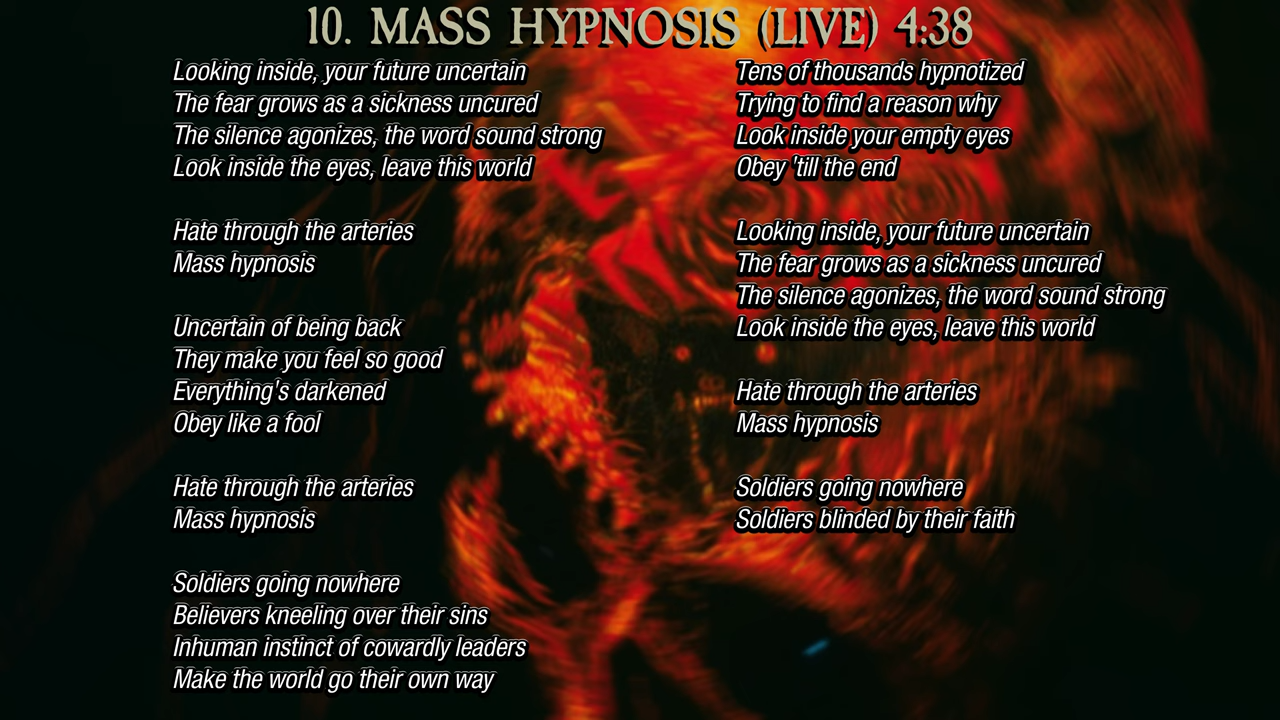 10. MASS HYPNOSIS (LIVE) 4:38
Looking inside, your future uncertain
The fear grows as a sickness uncured
The silence agonizes, the word sound strong
Look inside the eyes, leave this world
Hate through the arteries
Mass hypnosis
Uncertain of being back
They make you feel so good
Everything's darkened
Obey like a fool
Hate through the arteries
Mass hypnosis
Soldiers going nowhere
Believers kneeling over their sins
Inhuman instinct of cowardly leaders
Make the world go their own way
Tens of thousands hypnotized
Trying to find a reason why
Look inside your empty eyes
Obey 'till the end
Looking inside, your future uncertain
The fear grows as a sickness uncured
The silence agonizes, the word sound strong
Look inside the eyes, leave this world
Hate through the arteries
Mass hypnosis
Soldiers going nowhere
Soldiers blinded by their faith